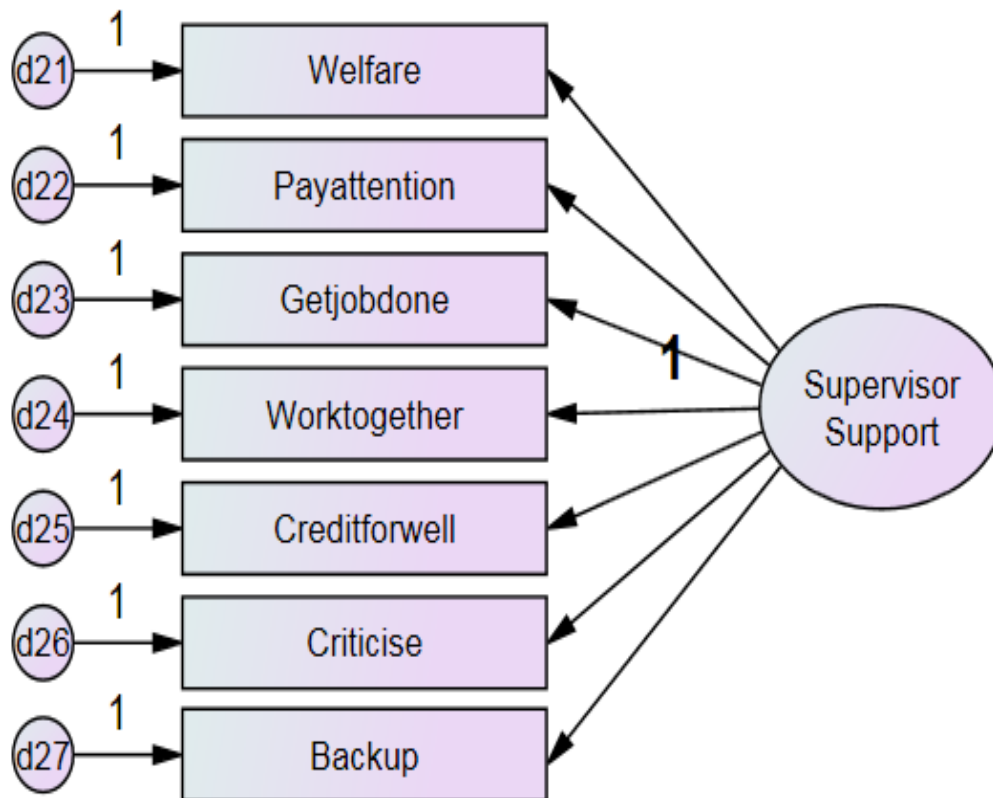 1
d21
Welfare
1
d22
Payattention
1
d23
Getjobdone
1
1
d24
Worktogether
Supervisor
Support
1
d25
Creditforwell
1
d26
Criticise
1
d27
Backup